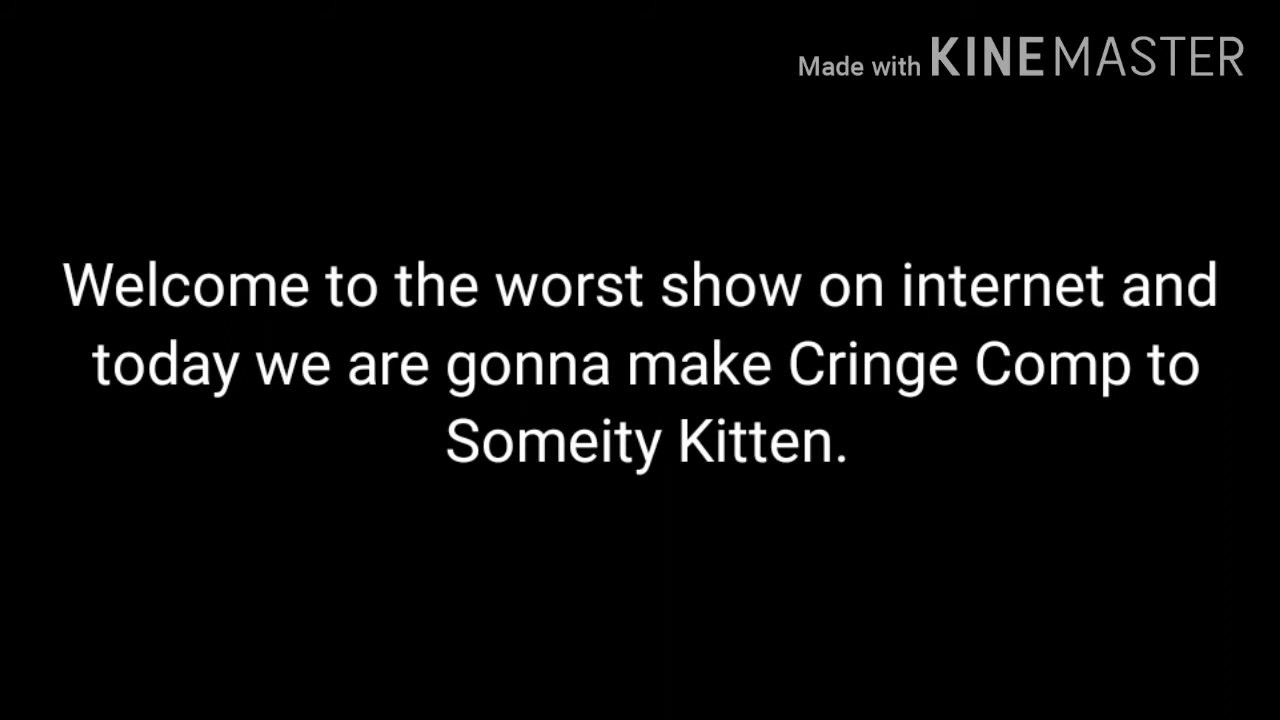 Made with KINEMASTER
Welcome to the worst show on internet and
today we are gonna make Cringe Comp to
Someity Kitten.